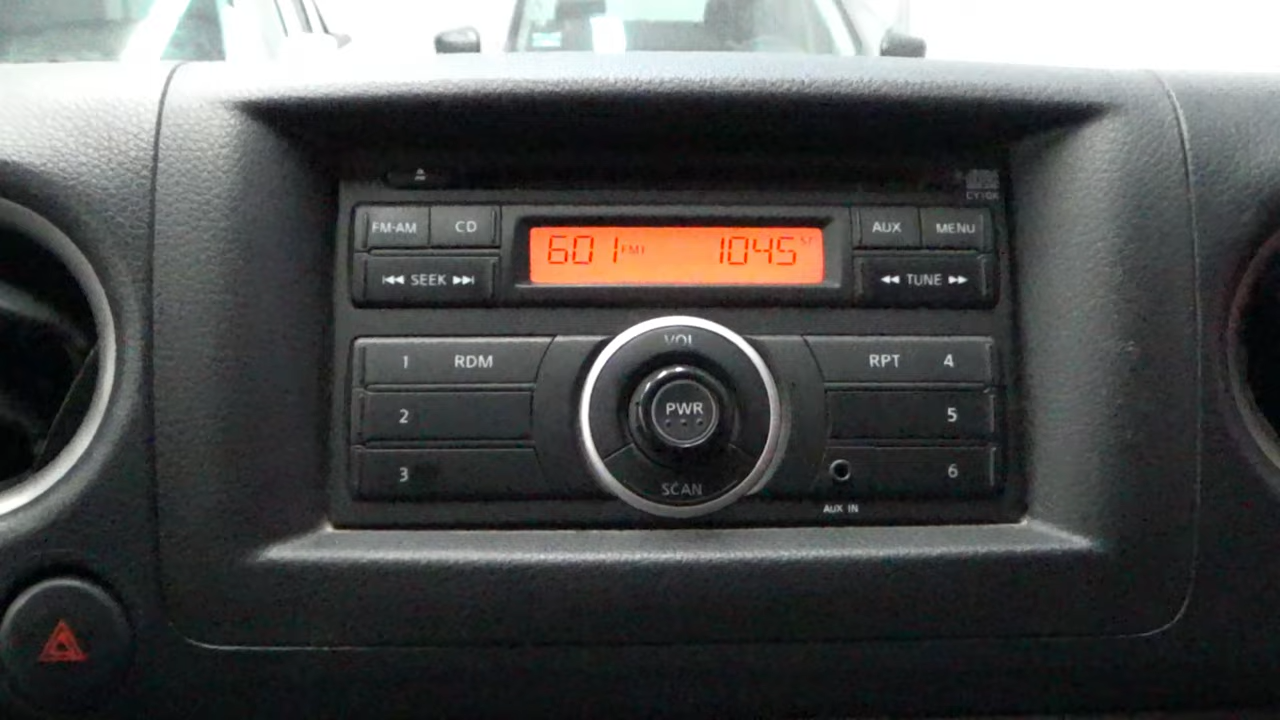 FM·AM CD 601 FM1 1045 ST AUX MENU
SEEK TUNE
1 RDM VOL RPT 4
2 PWR 5
3 SCAN 6
AUX IN